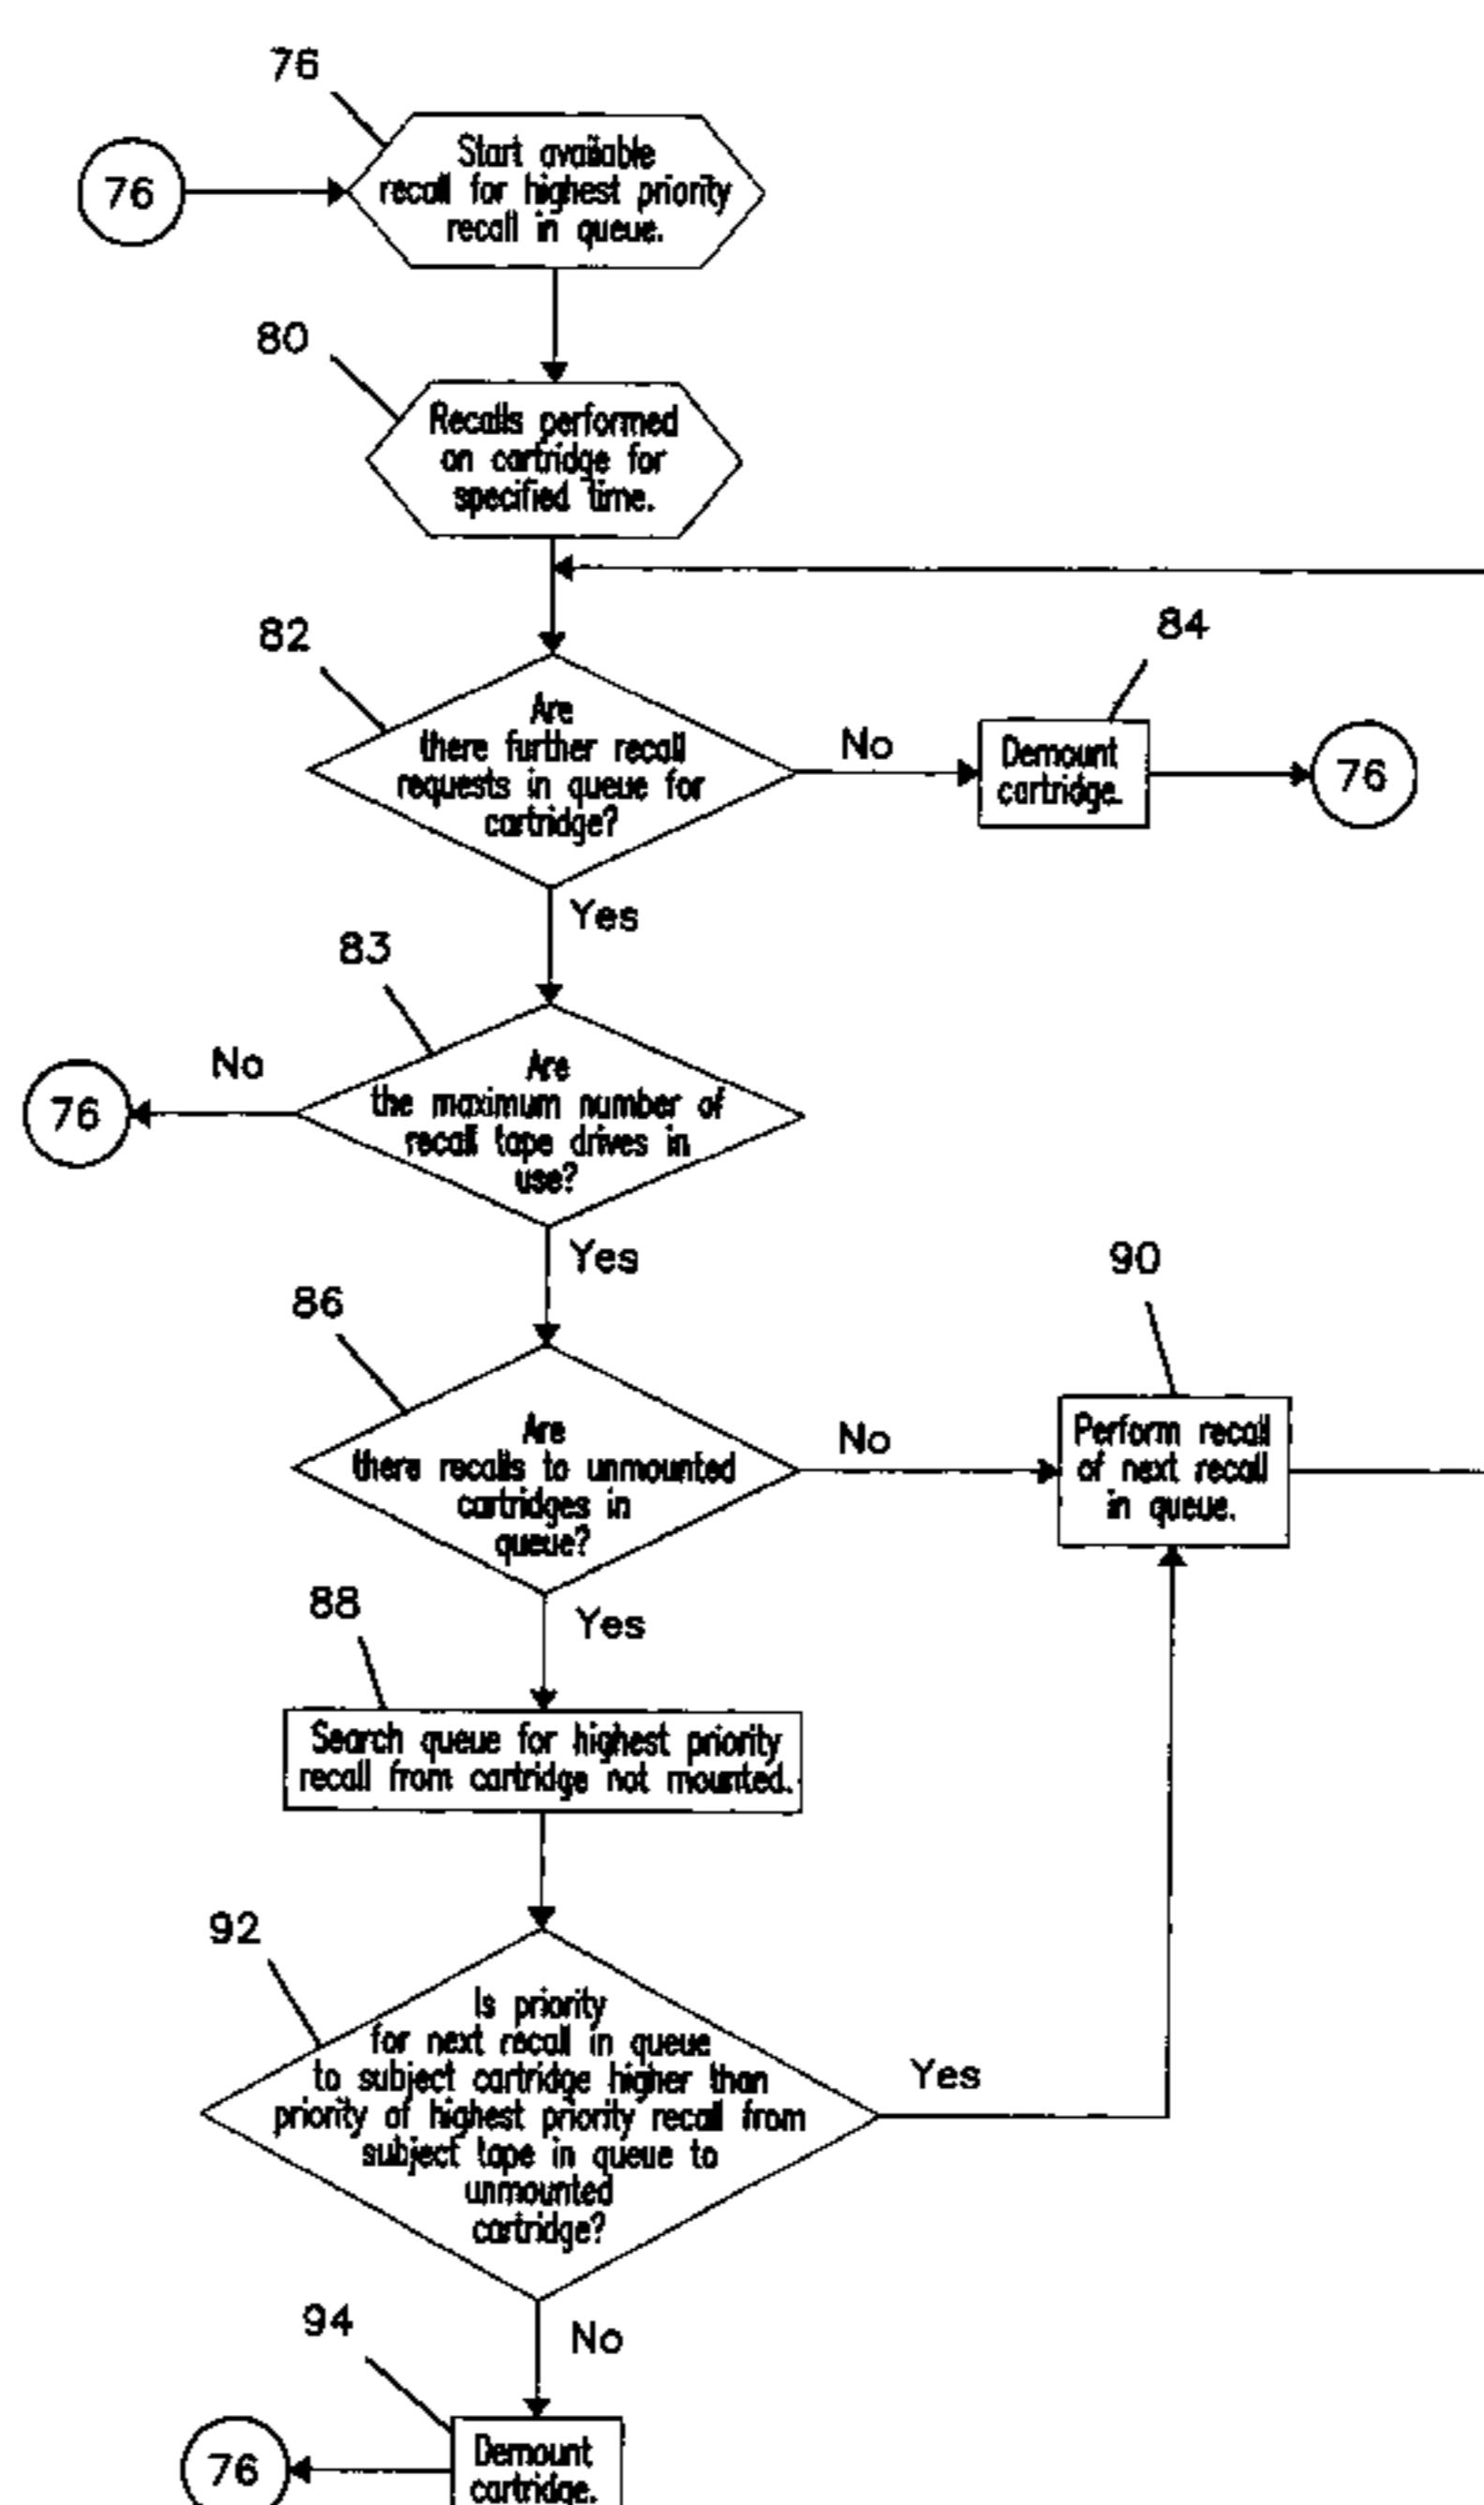 76
76
Start available
recall for highest priority
recall in queue.
80
Recalls performed
on cartridge for
specified time.
82
Are
there further recall
requests in queue for
cartridge?
No
84
Demount
cartridge.
76
Yes
83
Are
the maximum number of
recall tape drives in
use?
No
76
Yes
86
Are
there recalls to unmounted
cartridges in
queue?
No
90
Perform recall
of next recall
in queue.
Yes
88
Search queue for highest priority
recall from cartridge not mounted.
92
Is priority
for next recall in queue
to subject cartridge higher than
priority of highest priority recall from
subject tape in queue to
unmounted
cartridge?
Yes
No
94
Demount
cartridge.
76